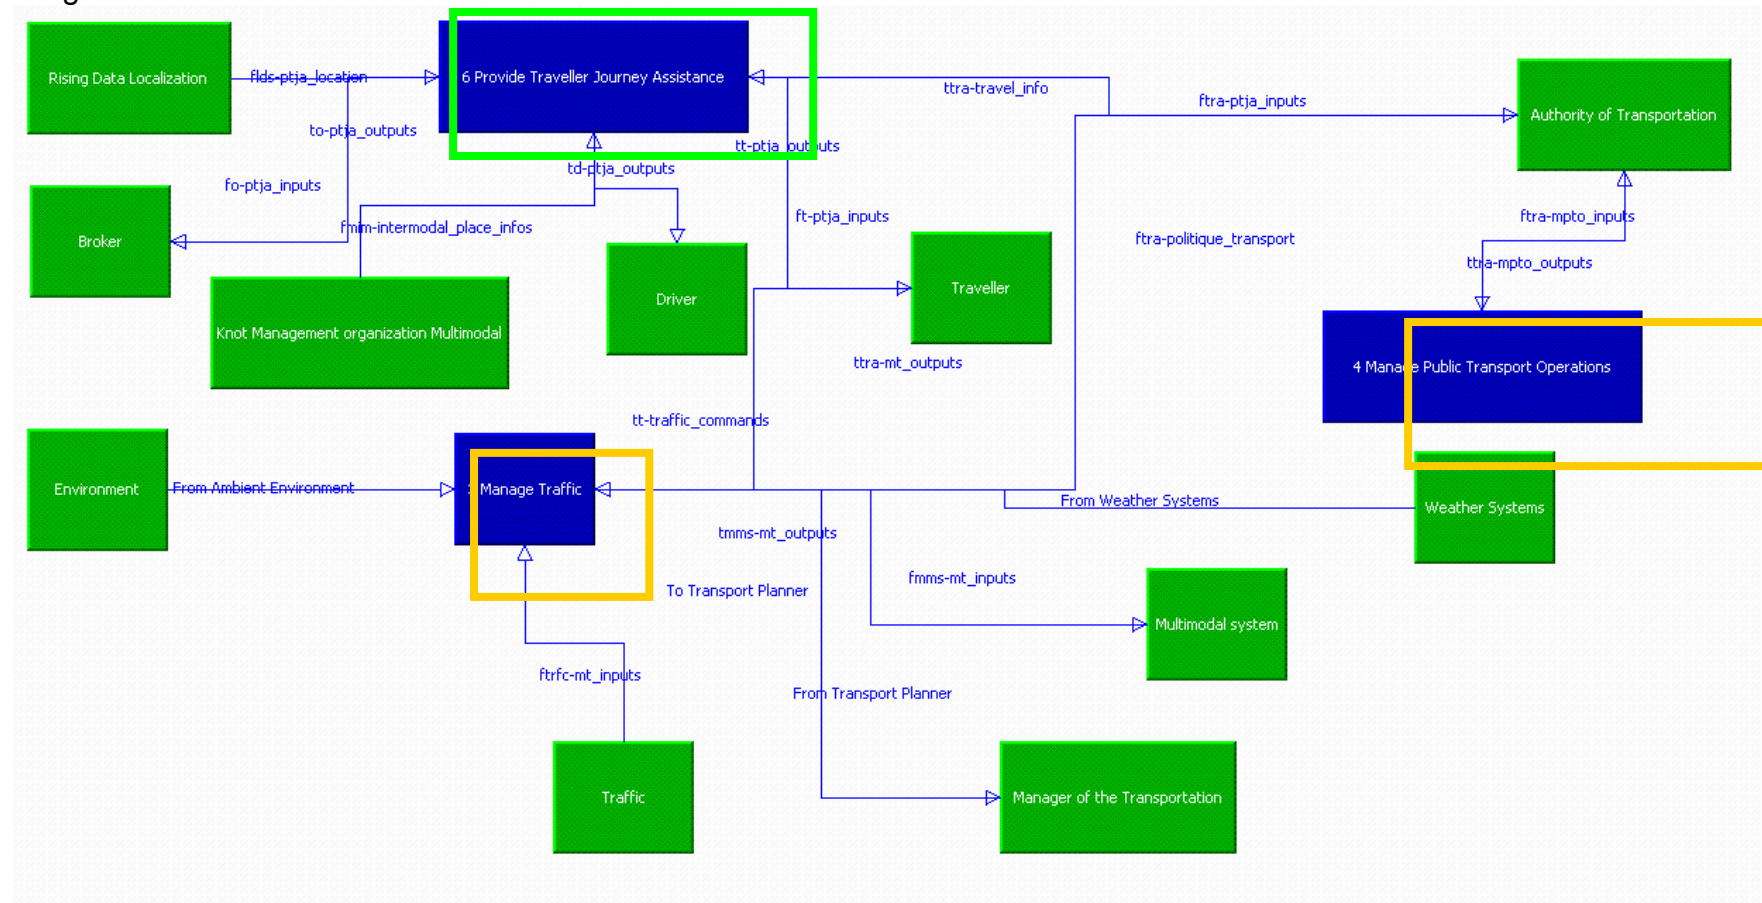 Rising Data Localization
flds-ptja_location
6 Provide Traveller Journey Assistance
ttra-travel_info
ftra-ptja_inputs
Authority of Transportation
to-ptja_outputs
tt-ptja_outputs
td-ptja_outputs
fo-ptja_inputs
Broker
fmim-intermodal_place_infos
ft-ptja_inputs
ftra-politique_transport
ftra-mpto_inputs
ttra-mpto_outputs
Driver
Traveller
Knot Management organization Multimodal
ttra-mt_outputs
4 Manage Public Transport Operations
tt-traffic_commands
Environment
From Ambient Environment
Manage Traffic
From Weather Systems
Weather Systems
tmms-mt_outputs
To Transport Planner
fmms-mt_inputs
Multimodal system
ftrfc-mt_inputs
From Transport Planner
Traffic
Manager of the Transportation